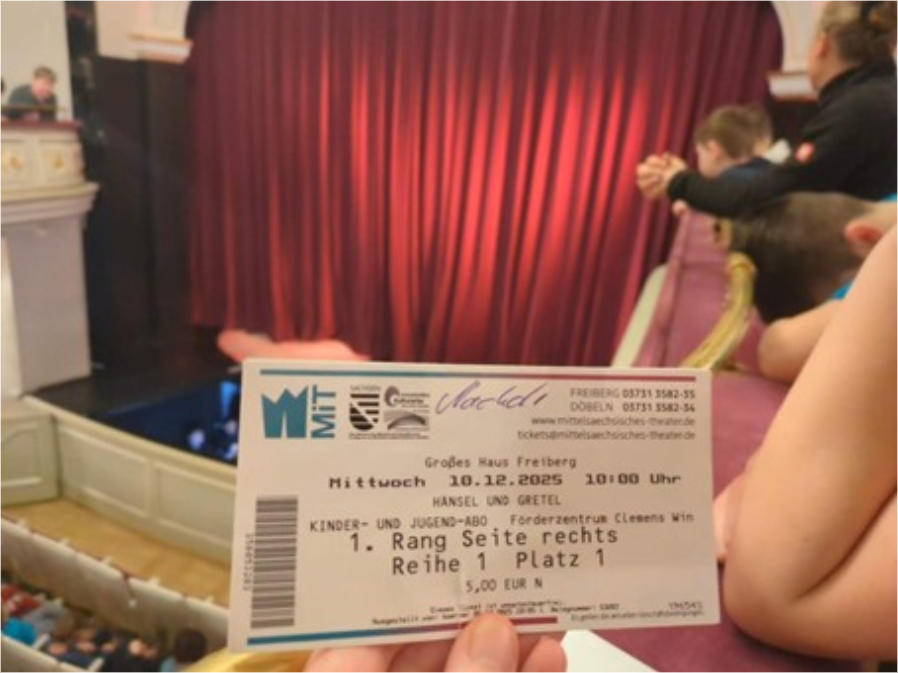 MiT
SACHSEN
FREIBERG 03731 3582-35
DÖBELN 03731 3582-34
www.mittelsaechsisches-theater.de
tickets@mittelsaechsisches-theater.de
Großes Haus Freiberg
Mittwoch 10.12.2025 10:00 Uhr
HÄNSEL UND GRETEL
KINDER- UND JUGEND-ABO Förderzentrum Clemens Win
1. Rang Seite rechts
Reihe 1 Platz 1
5,00 EUR N